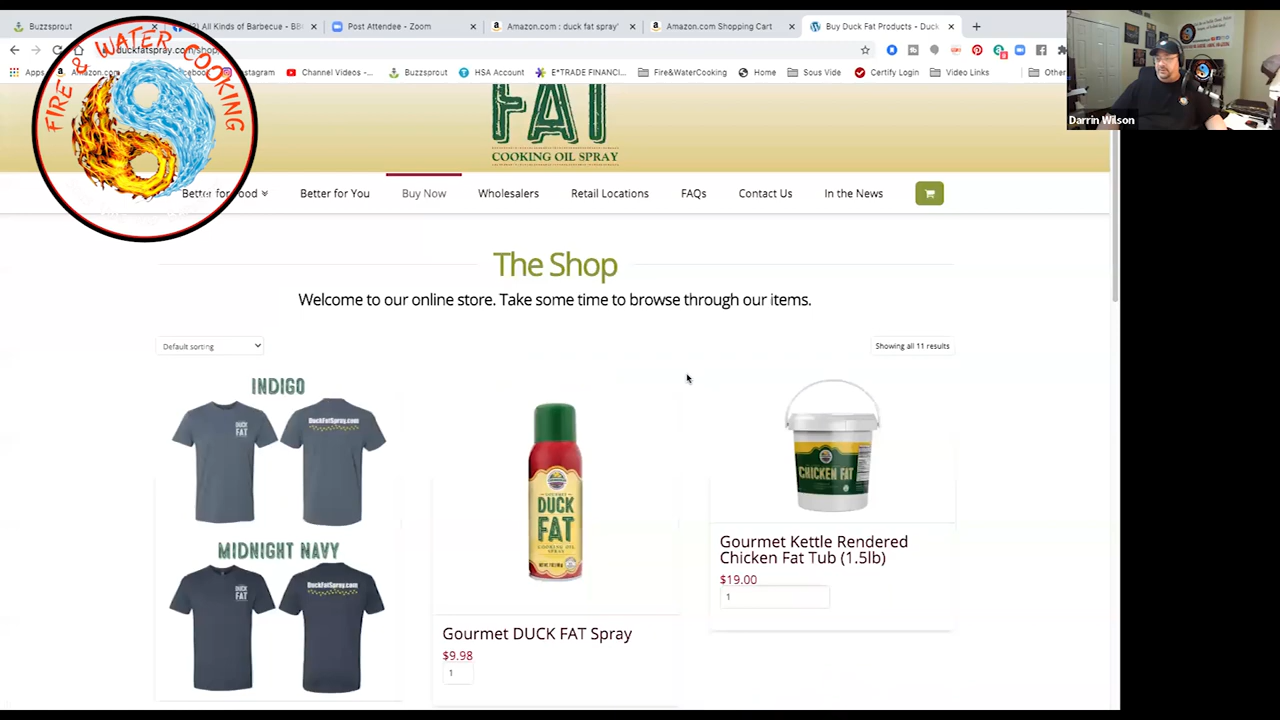 Buzzsprout
All Kinds of Barbecue - BB
Post Attendee - Zoom
Amazon.com : duck fat spray'
Amazon.com Shopping Cart
Buy Duck Fat Products - Duck
duckfatspray.com/shop
Apps
Amazon.com
Facebook
Instagram
Channel Videos -...
Buzzsprout
HSA Account
E*TRADE FINANCI...
Fire&WaterCooking
Home
Sous Vide
Certify Login
Video Links
Other
FIRE & WATER COOKING
Darrin Wilson
FAT
COOKING OIL SPRAY
Better for Food
Better for You
Buy Now
Wholesalers
Retail Locations
FAQs
Contact Us
In the News
The Shop
Welcome to our online store. Take some time to browse through our items.
Default sorting
Showing all 11 results
INDIGO
DUCK
FAT
DuckFatSpray.com
MIDNIGHT NAVY
DUCK
FAT
DuckFatSpray.com
DUCK
FAT
COOKING OIL
SPRAY
Gourmet DUCK FAT Spray
$9.98
1
CHICKEN FAT
Gourmet Kettle Rendered
Chicken Fat Tub (1.5lb)
$19.00
1